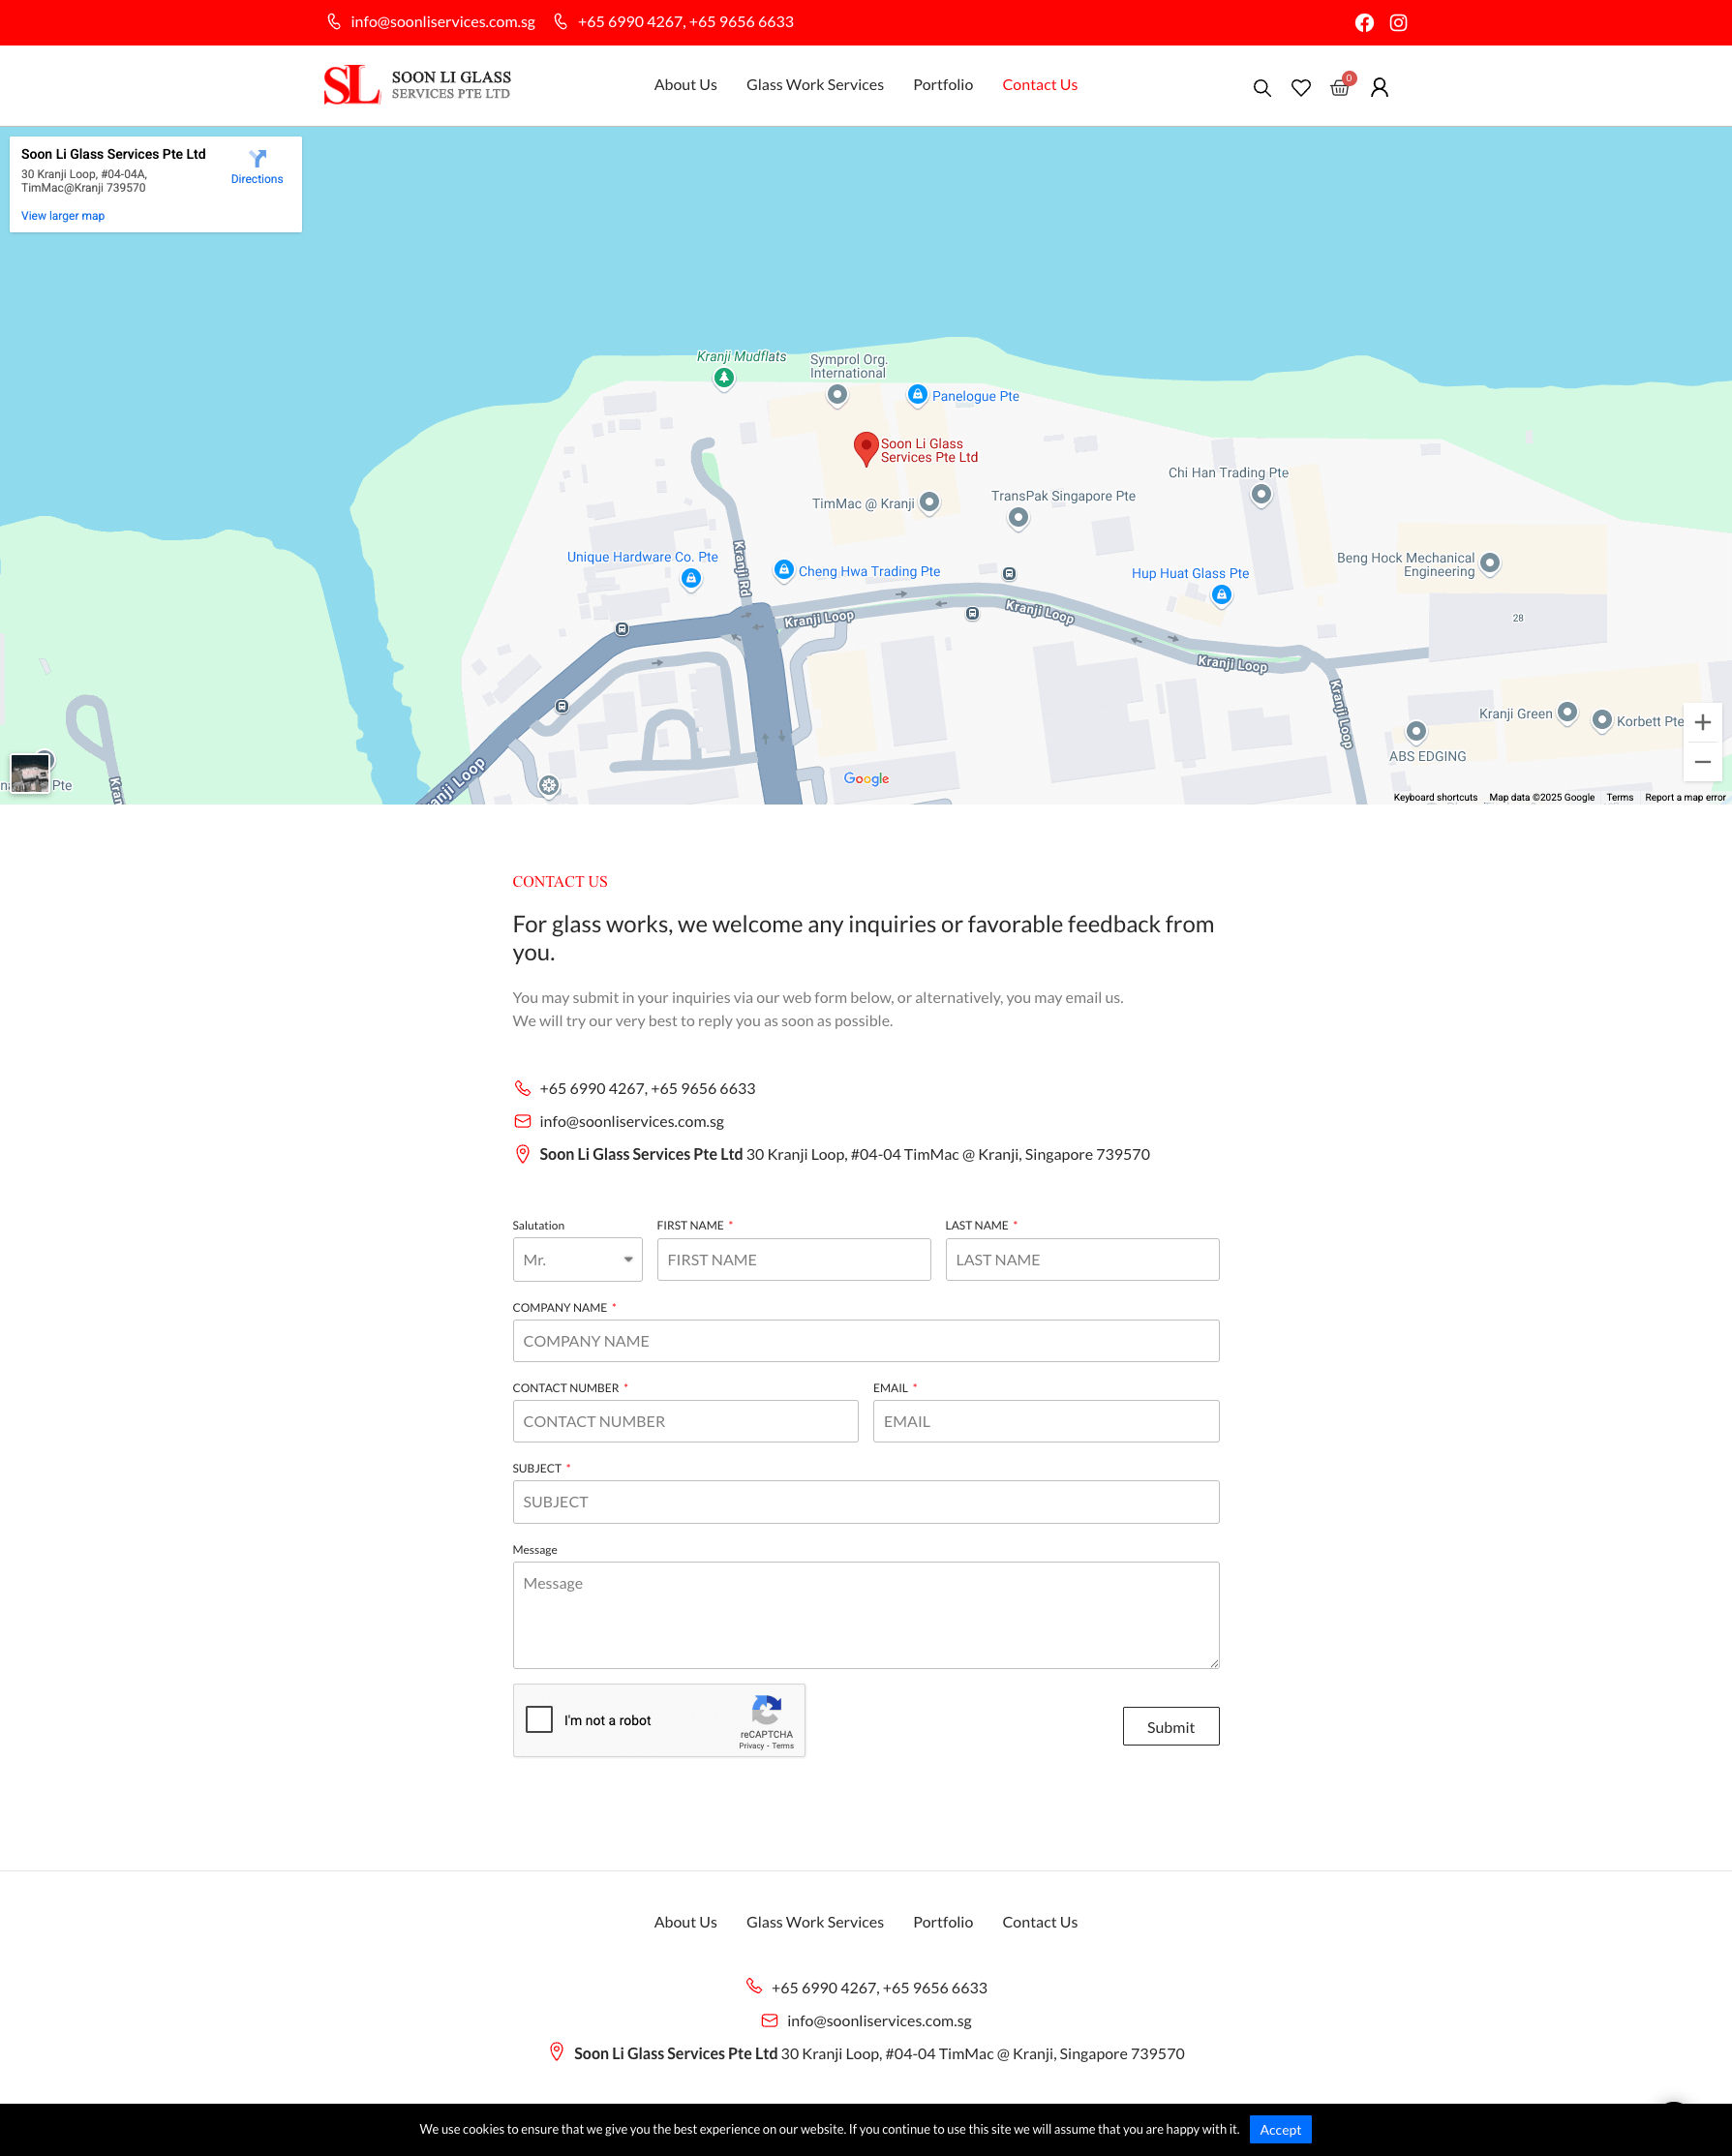 info@soonliservices.com.sg +65 6990 4267, +65 9656 6633
SL SOON LI GLASS
SERVICES PTE LTD
About Us Glass Work Services Portfolio Contact Us
0
Soon Li Glass Services Pte Ltd
30 Kranji Loop, #04-04A,
TimMac@Kranji 739570
Directions
View larger map
Kranji Mudflats
Symprol Org.
International
Panelogue Pte
Soon Li Glass
Services Pte Ltd
Chi Han Trading Pte
TimMac @ Kranji
TransPak Singapore Pte
Kranji Rd
Unique Hardware Co. Pte
Cheng Hwa Trading Pte
Hup Huat Glass Pte
Beng Hock Mechanical
Engineering
Kranji Loop
Kranji Loop
28
Kranji Loop
Kranji Loop
Kranji Green
Korbett Pte
ABS EDGING
Pte
Google
Keyboard shortcuts Map data ©2025 Google Terms Report a map error
CONTACT US
For glass works, we welcome any inquiries or favorable feedback from
you.
You may submit in your inquiries via our web form below, or alternatively, you may email us.
We will try our very best to reply you as soon as possible.
+65 6990 4267, +65 9656 6633
info@soonliservices.com.sg
Soon Li Glass Services Pte Ltd 30 Kranji Loop, #04-04 TimMac @ Kranji, Singapore 739570
Salutation FIRST NAME * LAST NAME *
Mr. FIRST NAME LAST NAME
COMPANY NAME *
COMPANY NAME
CONTACT NUMBER * EMAIL *
CONTACT NUMBER EMAIL
SUBJECT *
SUBJECT
Message
Message
I'm not a robot
reCAPTCHA
Privacy - Terms
Submit
About Us Glass Work Services Portfolio Contact Us
+65 6990 4267, +65 9656 6633
info@soonliservices.com.sg
Soon Li Glass Services Pte Ltd 30 Kranji Loop, #04-04 TimMac @ Kranji, Singapore 739570
We use cookies to ensure that we give you the best experience on our website. If you continue to use this site we will assume that you are happy with it. Accept